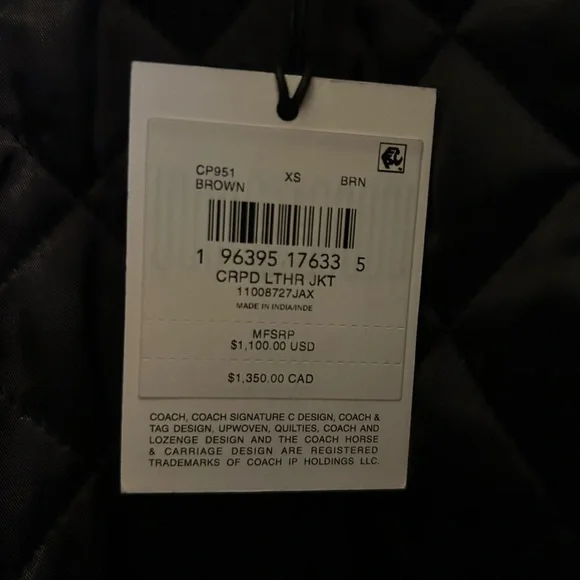 CP951 XS BRN
BROWN
1 96395 17633 5
CRPD LTHR JKT
11008727JAX
MADE IN INDIA/INDE
MFSRP
$1,100.00 USD
$1,350.00 CAD
COACH, COACH SIGNATURE C DESIGN, COACH &
TAG DESIGN, UPWOVEN, QUILTIES, COACH AND
LOZENGE DESIGN AND THE COACH HORSE
& CARRIAGE DESIGN ARE REGISTERED
TRADEMARKS OF COACH IP HOLDINGS LLC.